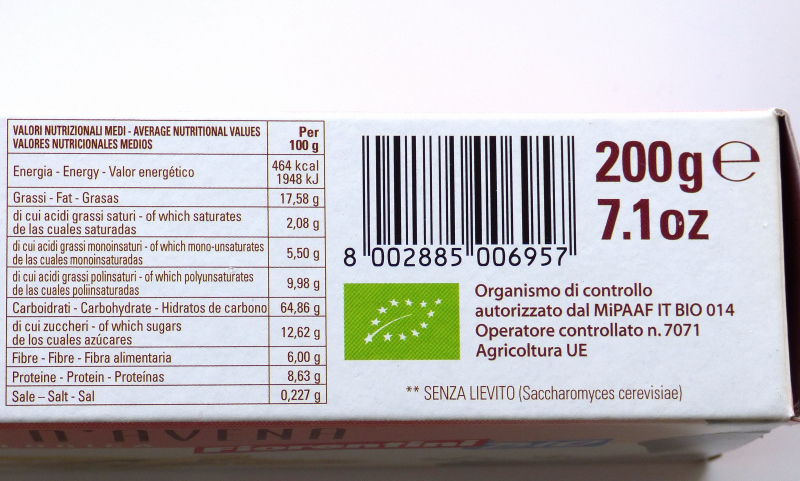 VALORI NUTRIZIONALI MEDI - AVERAGE NUTRITIONAL VALUES
VALORES NUTRICIONALES MEDIOS
Per
100 g
Energia - Energy - Valor energético
464 kcal
1948 kJ
Grassi - Fat - Grasas
17,58 g
di cui acidi grassi saturi - of which saturates
de las cuales saturadas
2,08 g
di cui acidi grassi monoinsaturi - of which mono-unsaturates
de las cuales monoinsaturadas
5,50 g
di cui acidi grassi polinsaturi - of which polyunsaturates
de las cuales poliinsaturadas
9,98 g
Carboidrati - Carbohydrate - Hidratos de carbono
64,86 g
di cui zuccheri - of which sugars
de los cuales azúcares
12,62 g
Fibre - Fibre - Fibra alimentaria
6,00 g
Proteine - Protein - Proteínas
8,63 g
Sale – Salt - Sal
0,227 g
8 002885 006957
200g e
7.1oz
Organismo di controllo
autorizzato dal MiPAAF IT BIO 014
Operatore controllato n. 7071
Agricoltura UE
** SENZA LIEVITO (Saccharomyces cerevisiae)
D'AVENA
Fiorentini